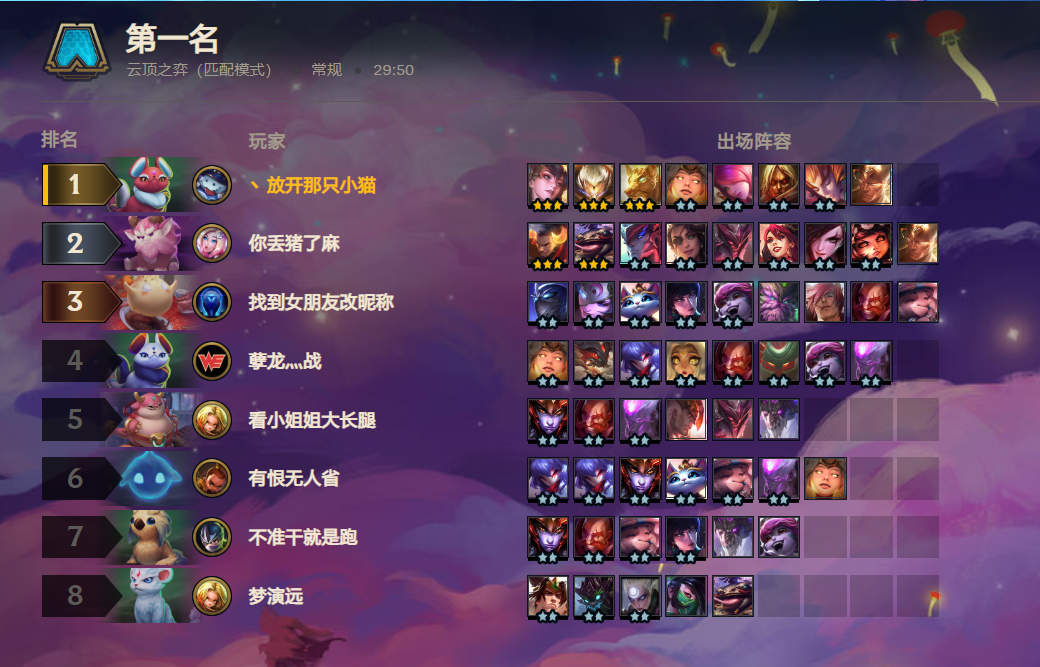 第一名
云顶之弈（匹配模式） 常规 • 29:50
排名 玩家 出场阵容
1 丶放开那只小猫
2 你丢猪了麻
3 找到女朋友改昵称
4 孽龙灬战
5 看小姐姐大长腿
6 有恨无人省
7 不准干就是跑
8 梦演远